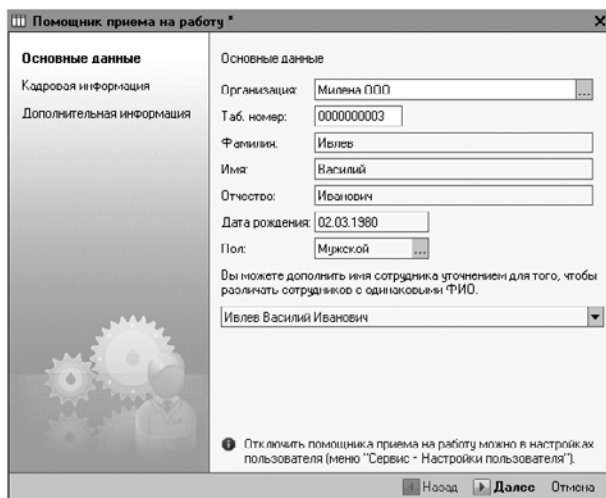 Помощник приема на работу *
Основные данные
Кадровая информация
Дополнительная информация
Основные данные
Организация: Милена ООО ...
Таб. номер: 0000000003
Фамилия: Ивлев
Имя: Василий
Отчество: Иванович
Дата рождения: 02.03.1980
Пол: Мужской ...
Вы можете дополнить имя сотрудника уточнением для того, чтобы
различать сотрудников с одинаковыми ФИО.
Ивлев Василий Иванович
Отключить помощника приема на работу можно в настройках
пользователя (меню "Сервис - Настройки пользователя").
Назад Далее Отмена